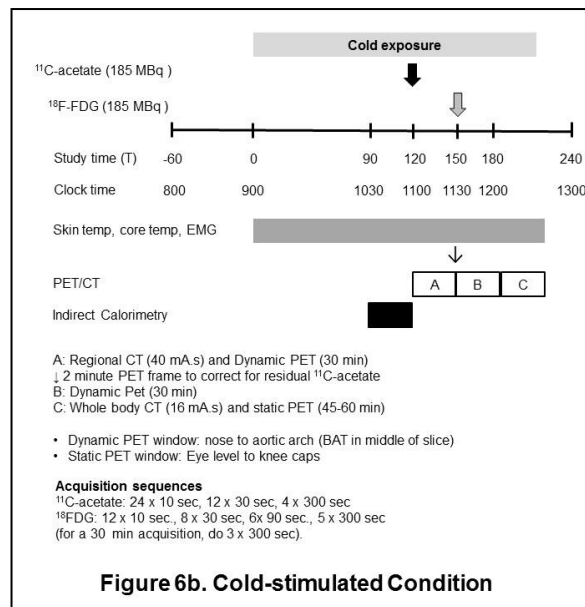 Cold exposure
¹¹C-acetate (185 MBq )
¹⁸F-FDG (185 MBq )
Study time (T) -60 0 90 120 150 180 240
Clock time 800 900 1030 1100 1130 1200 1300
Skin temp, core temp, EMG
PET/CT A B C
Indirect Calorimetry
A: Regional CT (40 mA.s) and Dynamic PET (30 min)
↓ 2 minute PET frame to correct for residual ¹¹C-acetate
B: Dynamic Pet (30 min)
C: Whole body CT (16 mA.s) and static PET (45-60 min)
• Dynamic PET window: nose to aortic arch (BAT in middle of slice)
• Static PET window: Eye level to knee caps
Acquisition sequences
¹¹C-acetate: 24 x 10 sec, 12 x 30 sec, 4 x 300 sec
¹⁸FDG: 12 x 10 sec., 8 x 30 sec, 6x 90 sec., 5 x 300 sec
(for a 30 min acquisition, do 3 x 300 sec).
Figure 6b. Cold-stimulated Condition